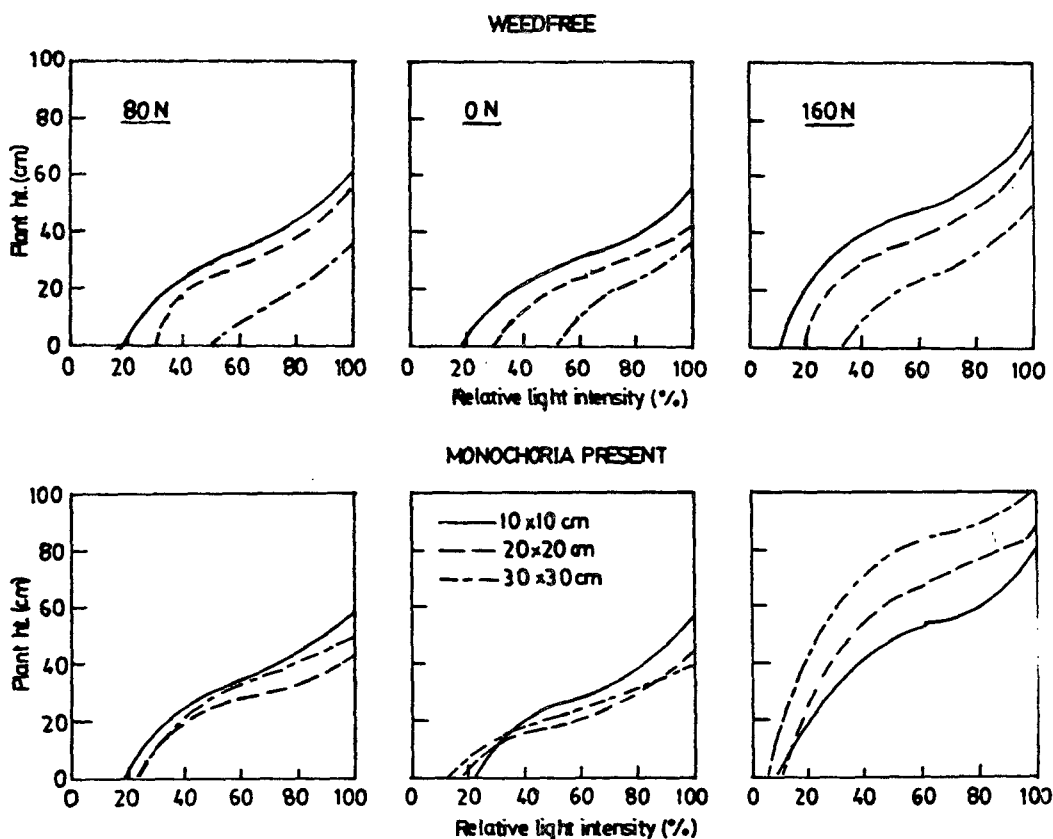 WEEDFREE
80 N
0 N
160 N
100
80
60
40
20
0
Plant ht. (cm)
0 20 40 60 80 100
0 20 40 60 80 100
0 20 40 60 80 100
Relative light intensity (%)
MONOCHORIA PRESENT
10 x 10 cm
20 x 20 cm
30 x 30 cm
100
80
60
40
20
0
Plant ht. (cm)
0 20 40 60 80 100
0 20 40 60 80 100
0 20 40 60 80 100
Relative light intensity (%)